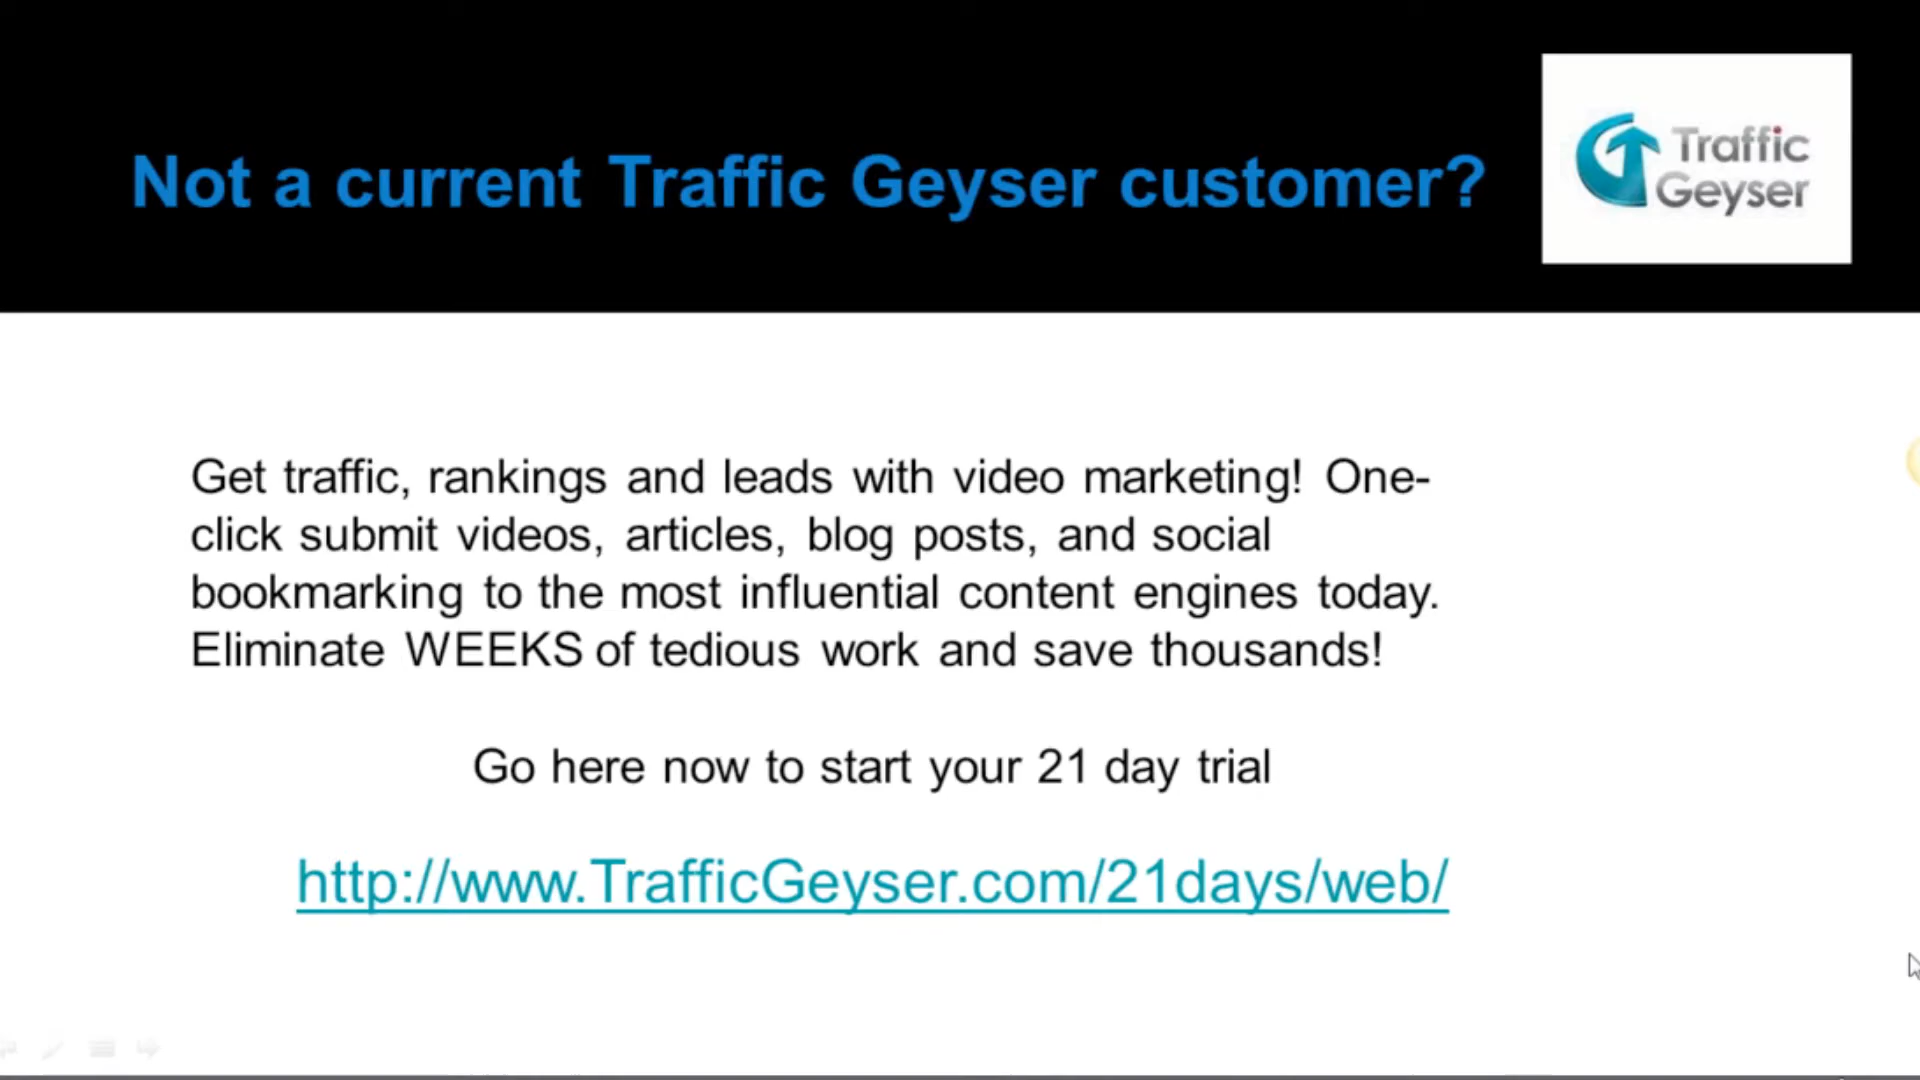 Not a current Traffic Geyser customer?
Traffic
Geyser
Get traffic, rankings and leads with video marketing! One-
click submit videos, articles, blog posts, and social
bookmarking to the most influential content engines today.
Eliminate WEEKS of tedious work and save thousands!
Go here now to start your 21 day trial
http://www.TrafficGeyser.com/21days/web/